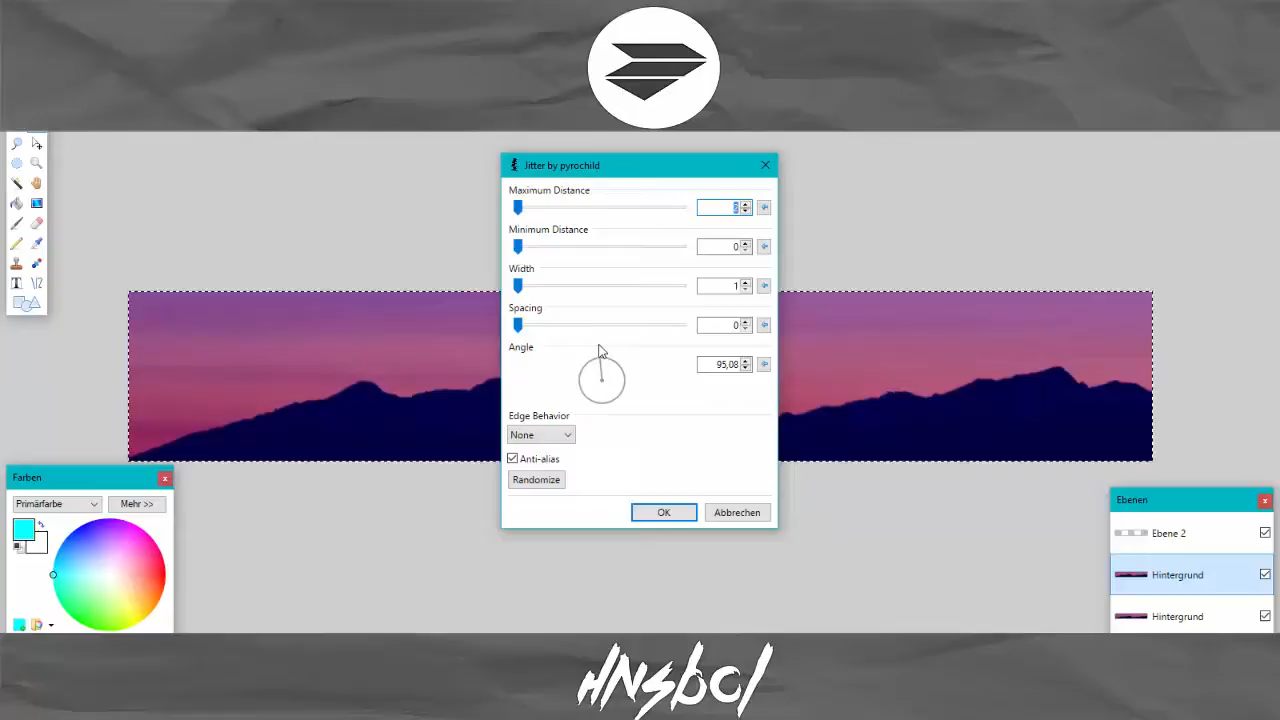 Jitter by pyrochild
Maximum Distance
2
Minimum Distance
0
Width
1
Spacing
0
Angle
95,08
Edge Behavior
None
Anti-alias
Randomize
OK
Abbrechen
Farben
Primärfarbe
Mehr >>
Ebenen
Ebene 2
Hintergrund
Hintergrund